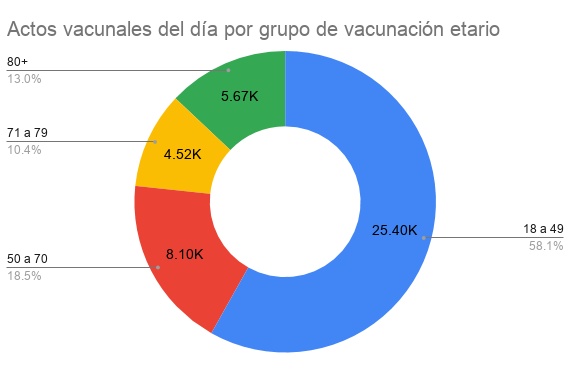 Actos vacunales del día por grupo de vacunación etario
80+
13.0%
5.67K
71 a 79
10.4%
4.52K
18 a 49
58.1%
25.40K
50 a 70
18.5%
8.10K